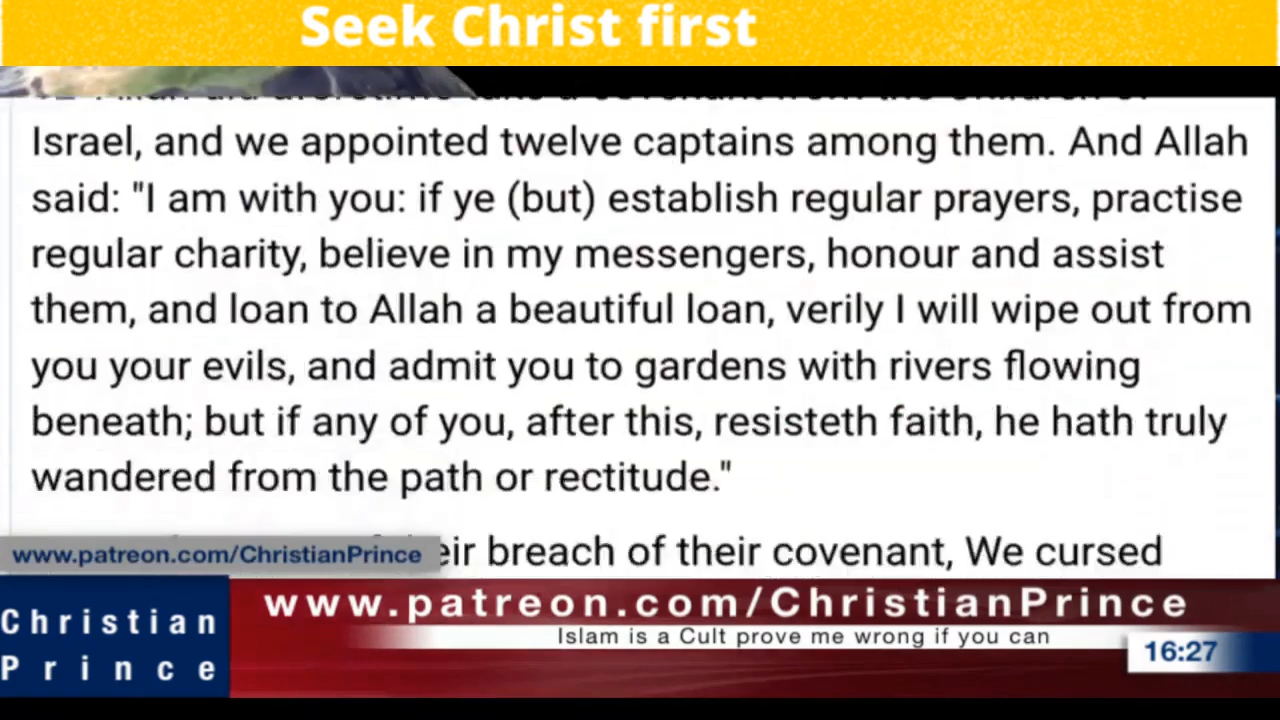 Seek Christ first
Israel, and we appointed twelve captains among them. And Allah
said: "I am with you: if ye (but) establish regular prayers, practise
regular charity, believe in my messengers, honour and assist
them, and loan to Allah a beautiful loan, verily I will wipe out from
you your evils, and admit you to gardens with rivers flowing
beneath; but if any of you, after this, resisteth faith, he hath truly
wandered from the path or rectitude."
their breach of their covenant, We cursed
www.patreon.com/ChristianPrince
www.patreon.com/ChristianPrince
Islam is a Cult prove me wrong if you can
Christian
Prince
16:27